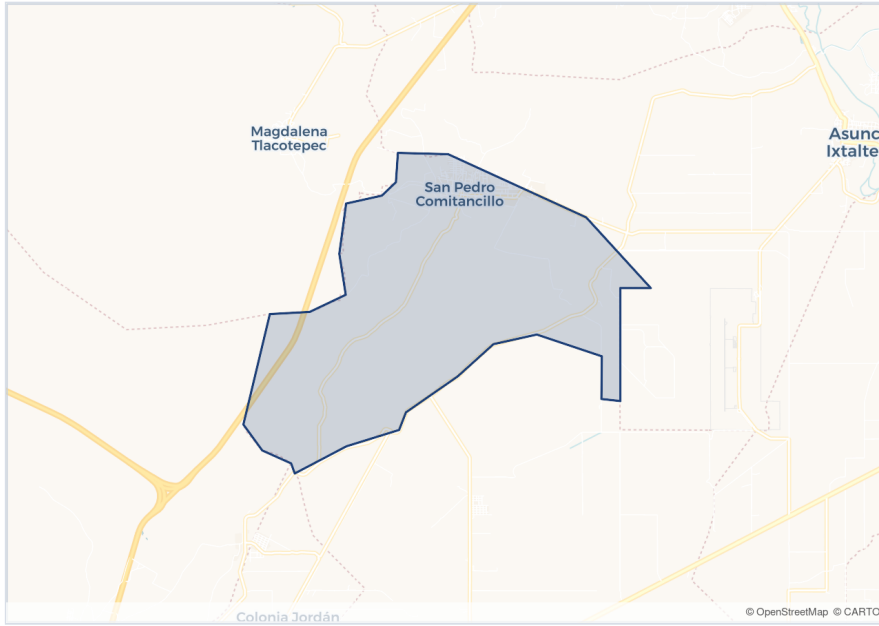 Magdalena
Tlacotepec
Asunc
Ixtalte
San Pedro
Comitancillo
Colonia Jordán
© OpenStreetMap © CARTO